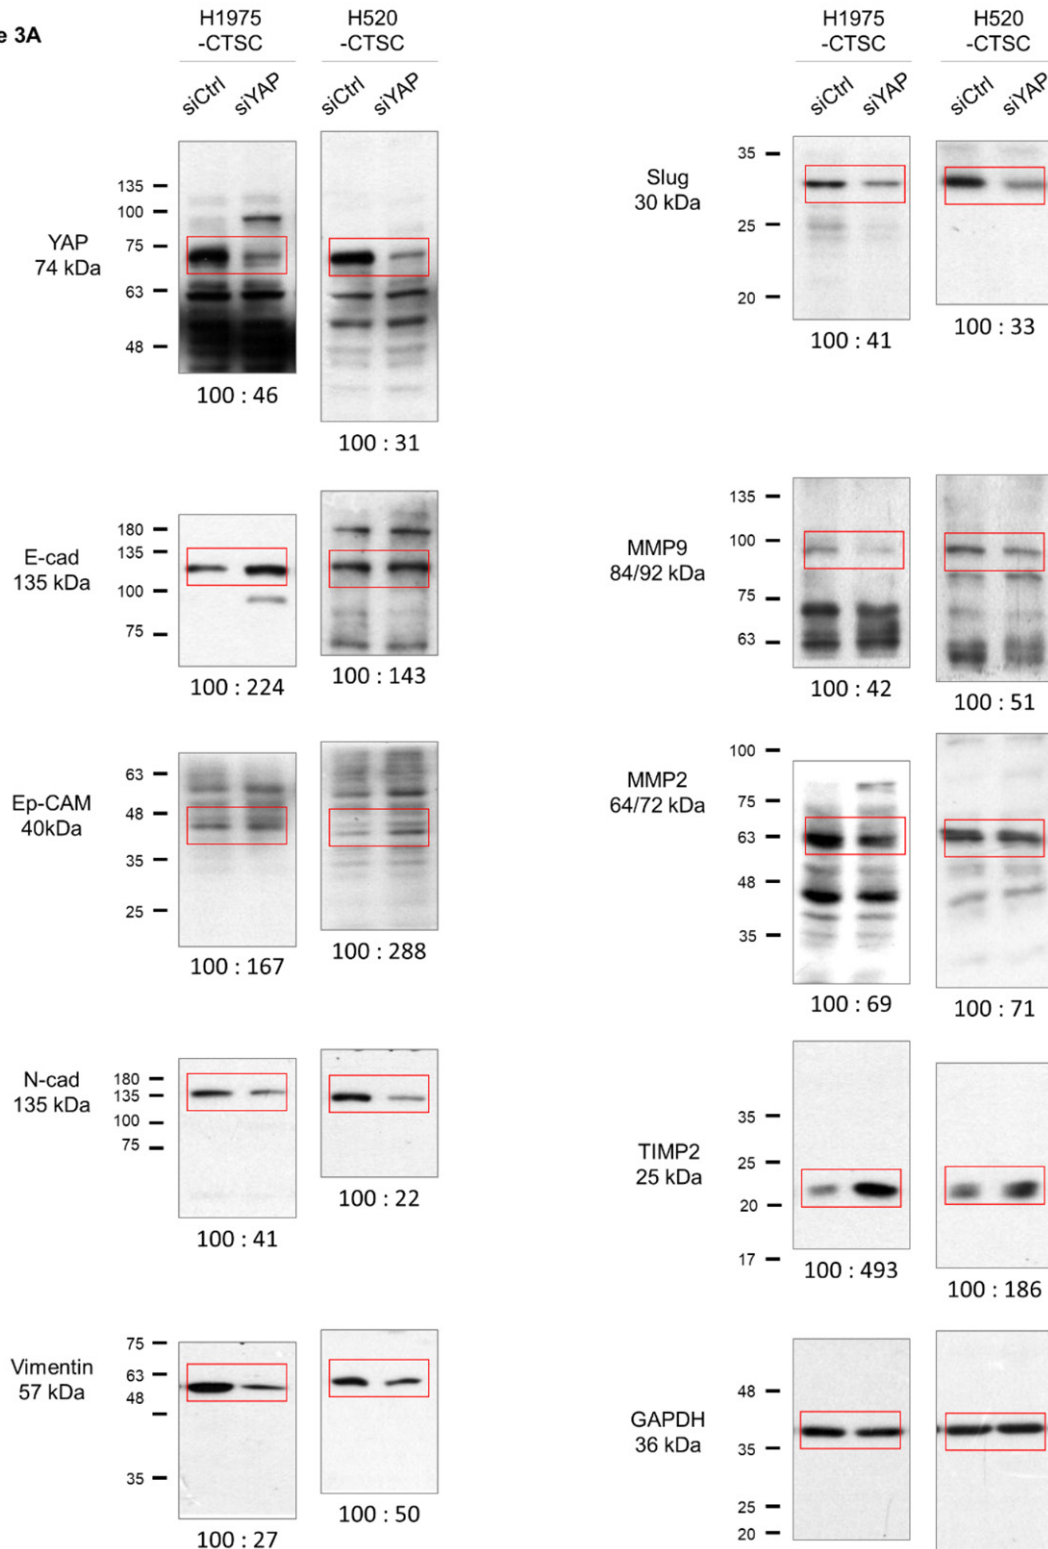 e 3A
H1975
-CTSC
H520
-CTSC
siCtrl siYAP siCtrl siYAP
YAP
74 kDa
135
100
75
63
48
100 : 46
100 : 31
E-cad
135 kDa
180
135
100
75
100 : 224
100 : 143
Ep-CAM
40kDa
63
48
35
25
100 : 167
100 : 288
N-cad
135 kDa
180
135
100
75
100 : 41
100 : 22
Vimentin
57 kDa
75
63
48
35
100 : 27
100 : 50
H1975
-CTSC
H520
-CTSC
siCtrl siYAP siCtrl siYAP
Slug
30 kDa
35
25
20
100 : 41
100 : 33
MMP9
84/92 kDa
135
100
75
63
100 : 42
100 : 51
MMP2
64/72 kDa
100
75
63
48
35
100 : 69
100 : 71
TIMP2
25 kDa
35
25
20
17
100 : 493
100 : 186
GAPDH
36 kDa
48
35
25
20